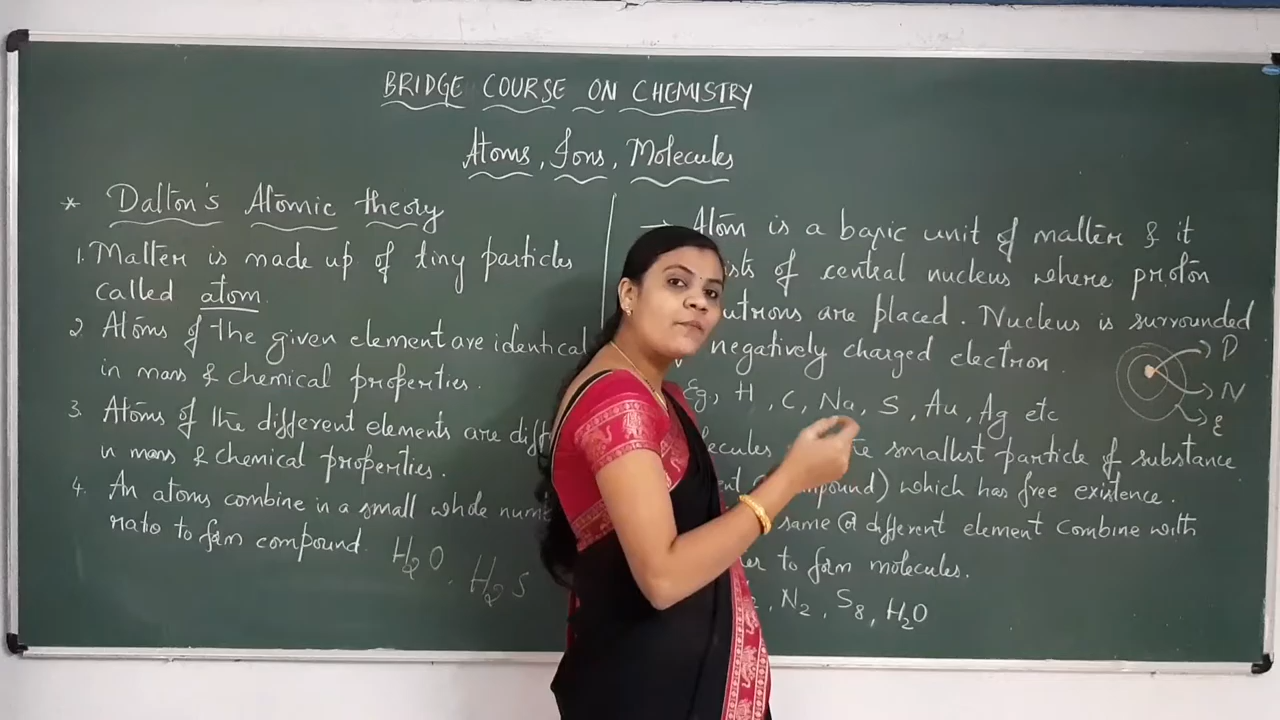 BRIDGE COURSE ON CHEMISTRY
Atoms, Ions, Molecules
* Dalton's Atomic theory
1. Matter is made up of tiny particles
called atom.
2 Atoms of the given element are identical
in mass & chemical properties.
3. Atoms of the different elements are
in mass & chemical properties.
4. An atoms combine in a small whole
ratio to form compound. H2O, H2S
→ Atom is a basic unit of matter & it
of central nucleus where proton
are placed. Nucleus is surrounded
negatively charged electron.
Eg., H, C, Na, S, Au, Ag etc
P
N
E
smallest particle of substance
which has free existence.
same or different element combine with
to form molecules.
N2, S8, H2O